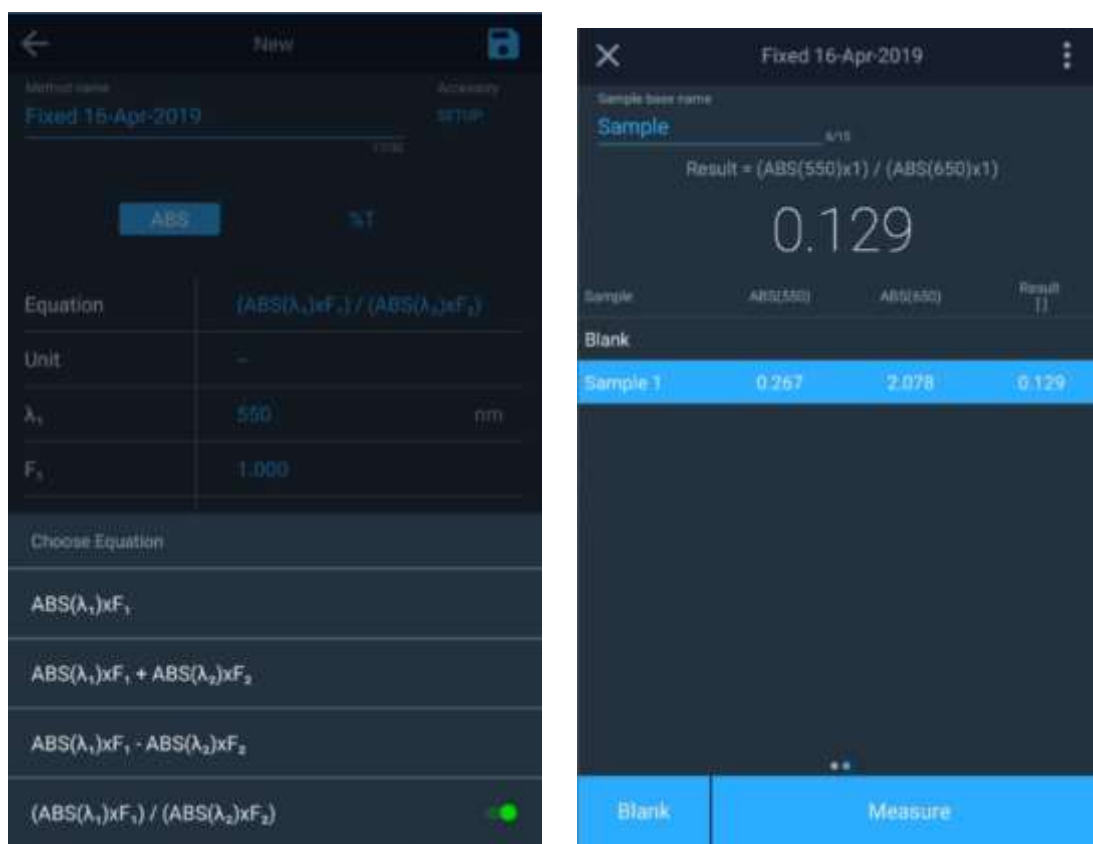 New
Method name
Accessory
Fixed 16-Apr-2019
SETUP
ABS
%T
Equation
(ABS(λ₁)xF₁) / (ABS(λ₂)xF₂)
Unit
--
λ₁
550
nm
F₁
1.000
Choose Equation
ABS(λ₁)xF₁
ABS(λ₁)xF₁ + ABS(λ₂)xF₂
ABS(λ₁)xF₁ - ABS(λ₂)xF₂
(ABS(λ₁)xF₁) / (ABS(λ₂)xF₂)
Fixed 16-Apr-2019
Sample base name
Sample
6/15
Result = (ABS(550)x1) / (ABS(650)x1)
0.129
Sample ABS(550) ABS(650) Result
[ ]
Blank
Sample 1 0.267 2.078 0.129
Blank Measure